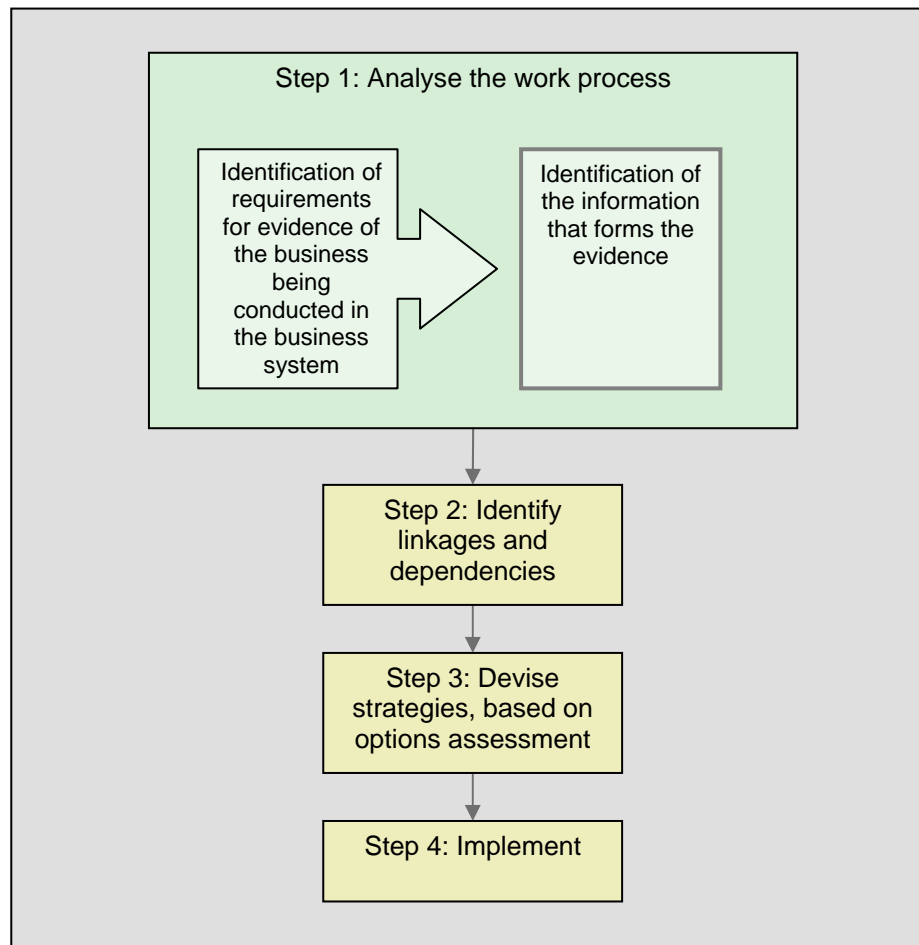 Step 1: Analyse the work process
Identification of
requirements
for evidence of
the business
being
conducted in
the business
system
Identification of
the information
that forms the
evidence
Step 2: Identify
linkages and
dependencies
Step 3: Devise
strategies, based on
options assessment
Step 4: Implement